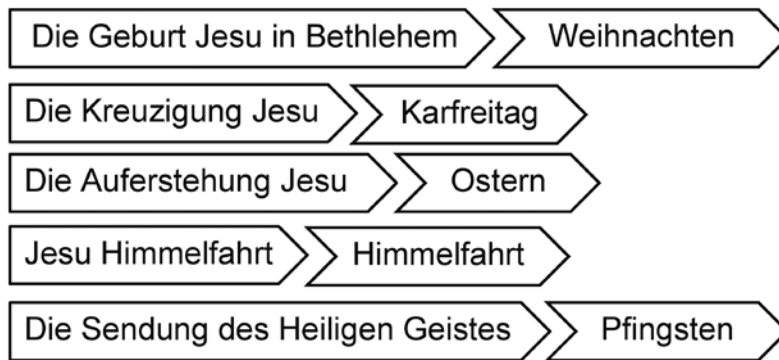 Die Geburt Jesu in Bethlehem Weihnachten
Die Kreuzigung Jesu Karfreitag
Die Auferstehung Jesu Ostern
Jesu Himmelfahrt Himmelfahrt
Die Sendung des Heiligen Geistes Pfingsten